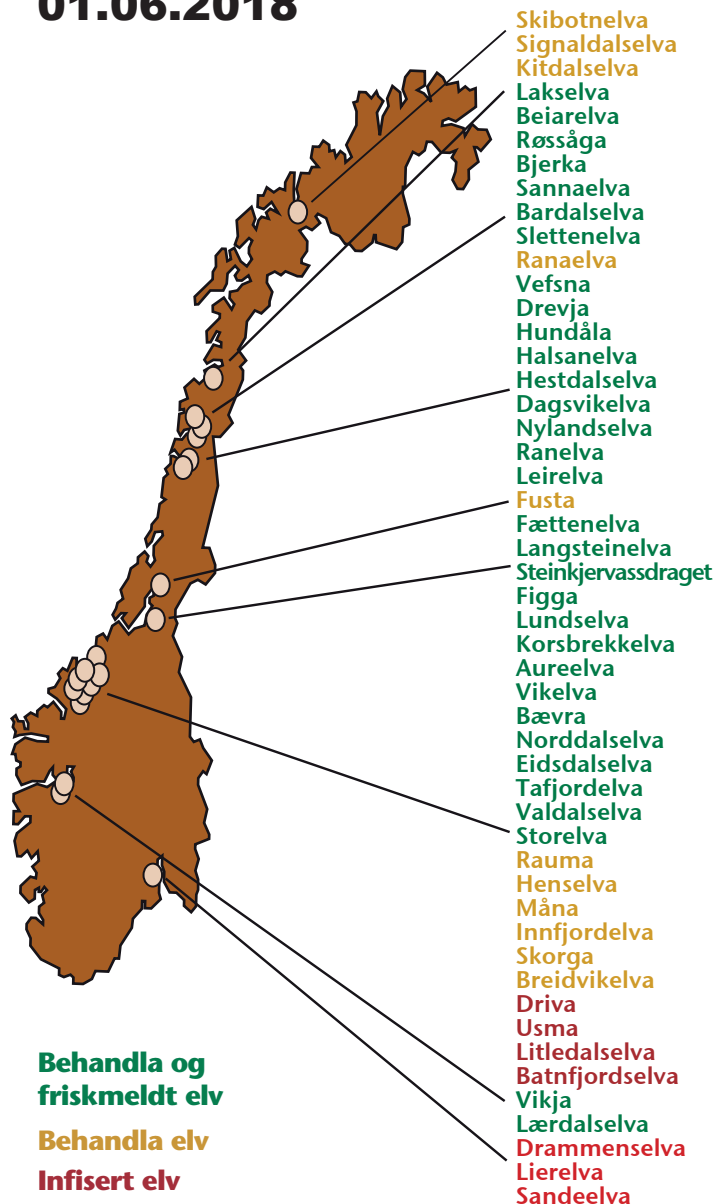 01.06.2018
Skibotnelva
Signaldalselva
Kitdalselva
Lakselva
Beiarelva
Røssåga
Bjerka
Sannaelva
Bardalselva
Slettenelva
Ranaelva
Vefsna
Drevja
Hundåla
Halsanelva
Hestdalselva
Dagsvikelva
Nylandselva
Ranelva
Leirelva
Fusta
Fættenelva
Langsteinelva
Steinkjervassdraget
Figga
Lundselva
Korsbrekkelva
Aureelva
Vikelva
Bævra
Norddalselva
Eidsdalselva
Tafjordelva
Valdalselva
Storelva
Rauma
Henselva
Måna
Innfjordelva
Skorga
Breidvikelva
Driva
Usma
Litledalselva
Batnfjordselva
Vikja
Lærdalselva
Drammenselva
Lierelva
Sandeelva
Behandla og
friskmeldt elv
Behandla elv
Infisert elv